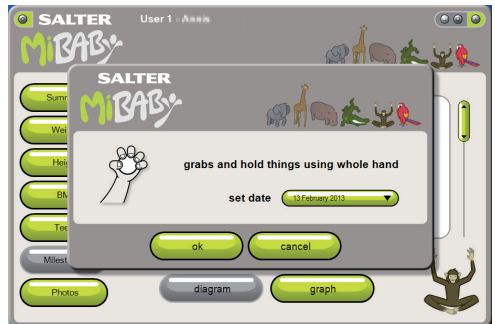 SALTER
User 1 -
MiBABY
SALTER
MiBABY
grabs and hold things using whole hand
set date
13 February 2013
ok
cancel
Photos
diagram
graph